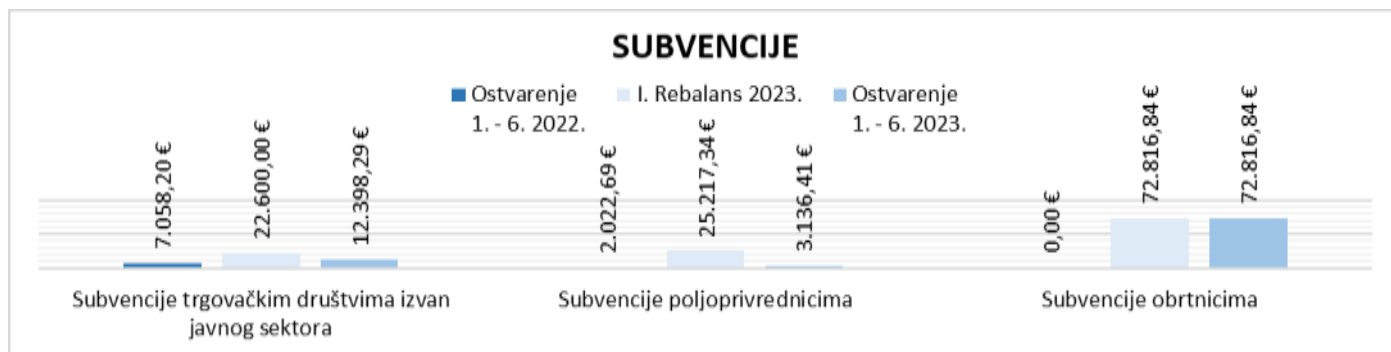 SUBVENCIJE
Ostvarenje
1. - 6. 2022.
I. Rebalans 2023.
Ostvarenje
1. - 6. 2023.
7.058,20 €
22.600,00 €
12.398,29 €
2.022,69 €
25.217,34 €
3.136,41 €
0,00 €
72.816,84 €
72.816,84 €
Subvencije trgovačkim društvima izvan
javnog sektora
Subvencije poljoprivrednicima
Subvencije obrtnicima